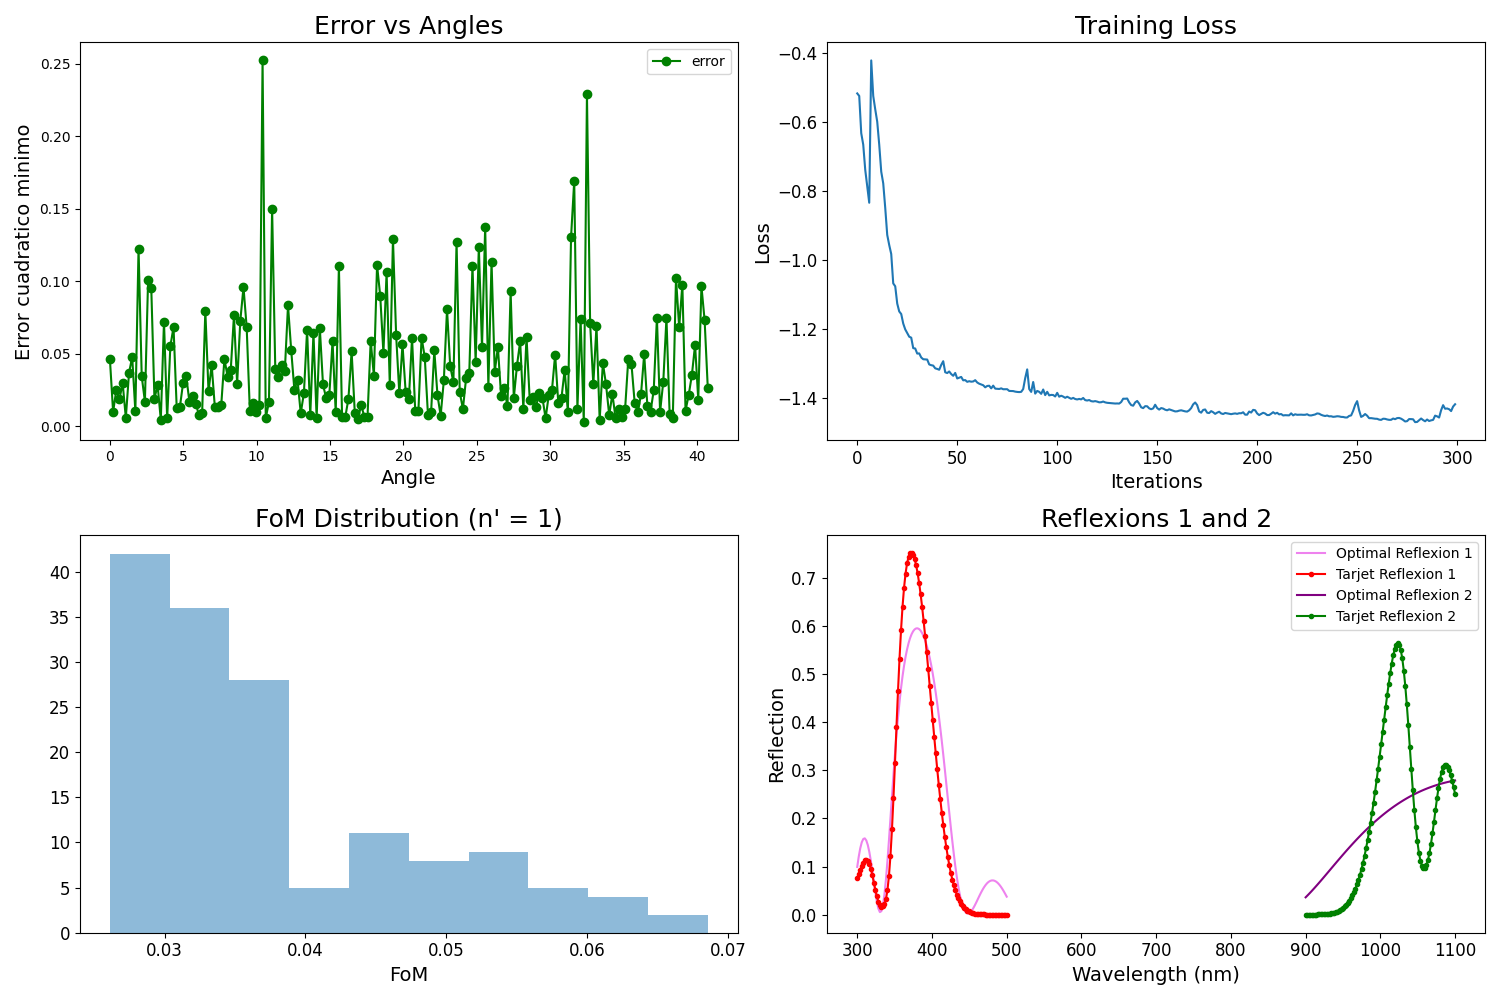 Error vs Angles
error
Error cuadratico minimo
0.25
0.20
0.15
0.10
0.05
0.00
0 5 10 15 20 25 30 35 40
Angle
Training Loss
Loss
−0.4
−0.6
−0.8
−1.0
−1.2
−1.4
0 50 100 150 200 250 300
Iterations
FoM Distribution (n' = 1)
40
35
30
25
20
15
10
5
0
0.03 0.04 0.05 0.06 0.07
FoM
Reflexions 1 and 2
Optimal Reflexion 1
Tarjet Reflexion 1
Optimal Reflexion 2
Tarjet Reflexion 2
Reflection
0.7
0.6
0.5
0.4
0.3
0.2
0.1
0.0
300 400 500 600 700 800 900 1000 1100
Wavelength (nm)